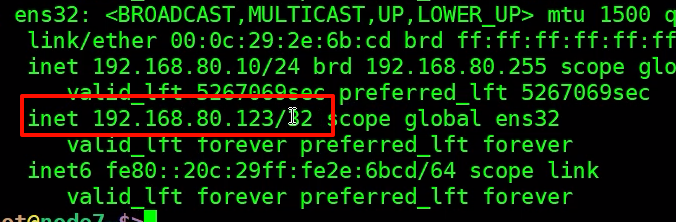 ens32: <BROADCAST,MULTICAST,UP,LOWER_UP> mtu 1500 q
link/ether 00:0c:29:2e:6b:cd brd ff:ff:ff:ff:ff:ff
inet 192.168.80.10/24 brd 192.168.80.255 scope glo
valid_lft 5267069sec preferred_lft 5267069sec
inet 192.168.80.123/32 scope global ens32
valid_lft forever preferred_lft forever
inet6 fe80::20c:29ff:fe2e:6bcd/64 scope link
valid_lft forever preferred_lft forever
ot@node7 $>